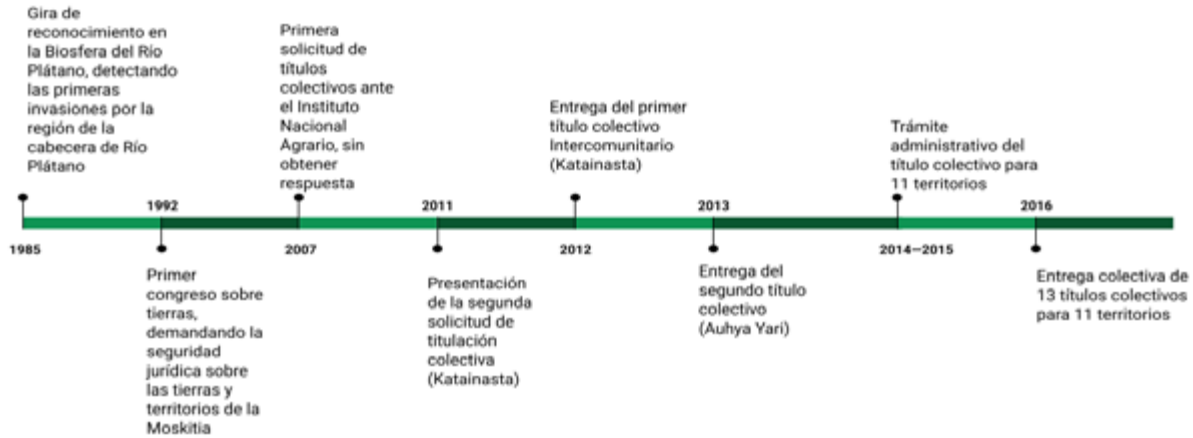 Gira de
reconocimiento en
la Biosfera del Río
Plátano, detectando
las primeras
invasiones por la
región de la
cabecera de Río
Plátano
1985
1992
Primer
congreso sobre
tierras,
demandando la
seguridad
jurídica sobre
las tierras y
territorios de la
Moskitia
Primera
solicitud de
títulos
colectivos ante
el Instituto
Nacional
Agrario, sin
obtener
respuesta
2007
2011
Presentación
de la segunda
solicitud de
titulación
colectiva
(Katainasta)
Entrega del primer
título colectivo
Intercomunitario
(Katainasta)
2012
2013
Entrega del
segundo título
colectivo
(Auhya Yari)
Trámite
administrativo del
título colectivo para
11 territorios
2014–2015
2016
Entrega colectiva de
13 títulos colectivos
para 11 territorios